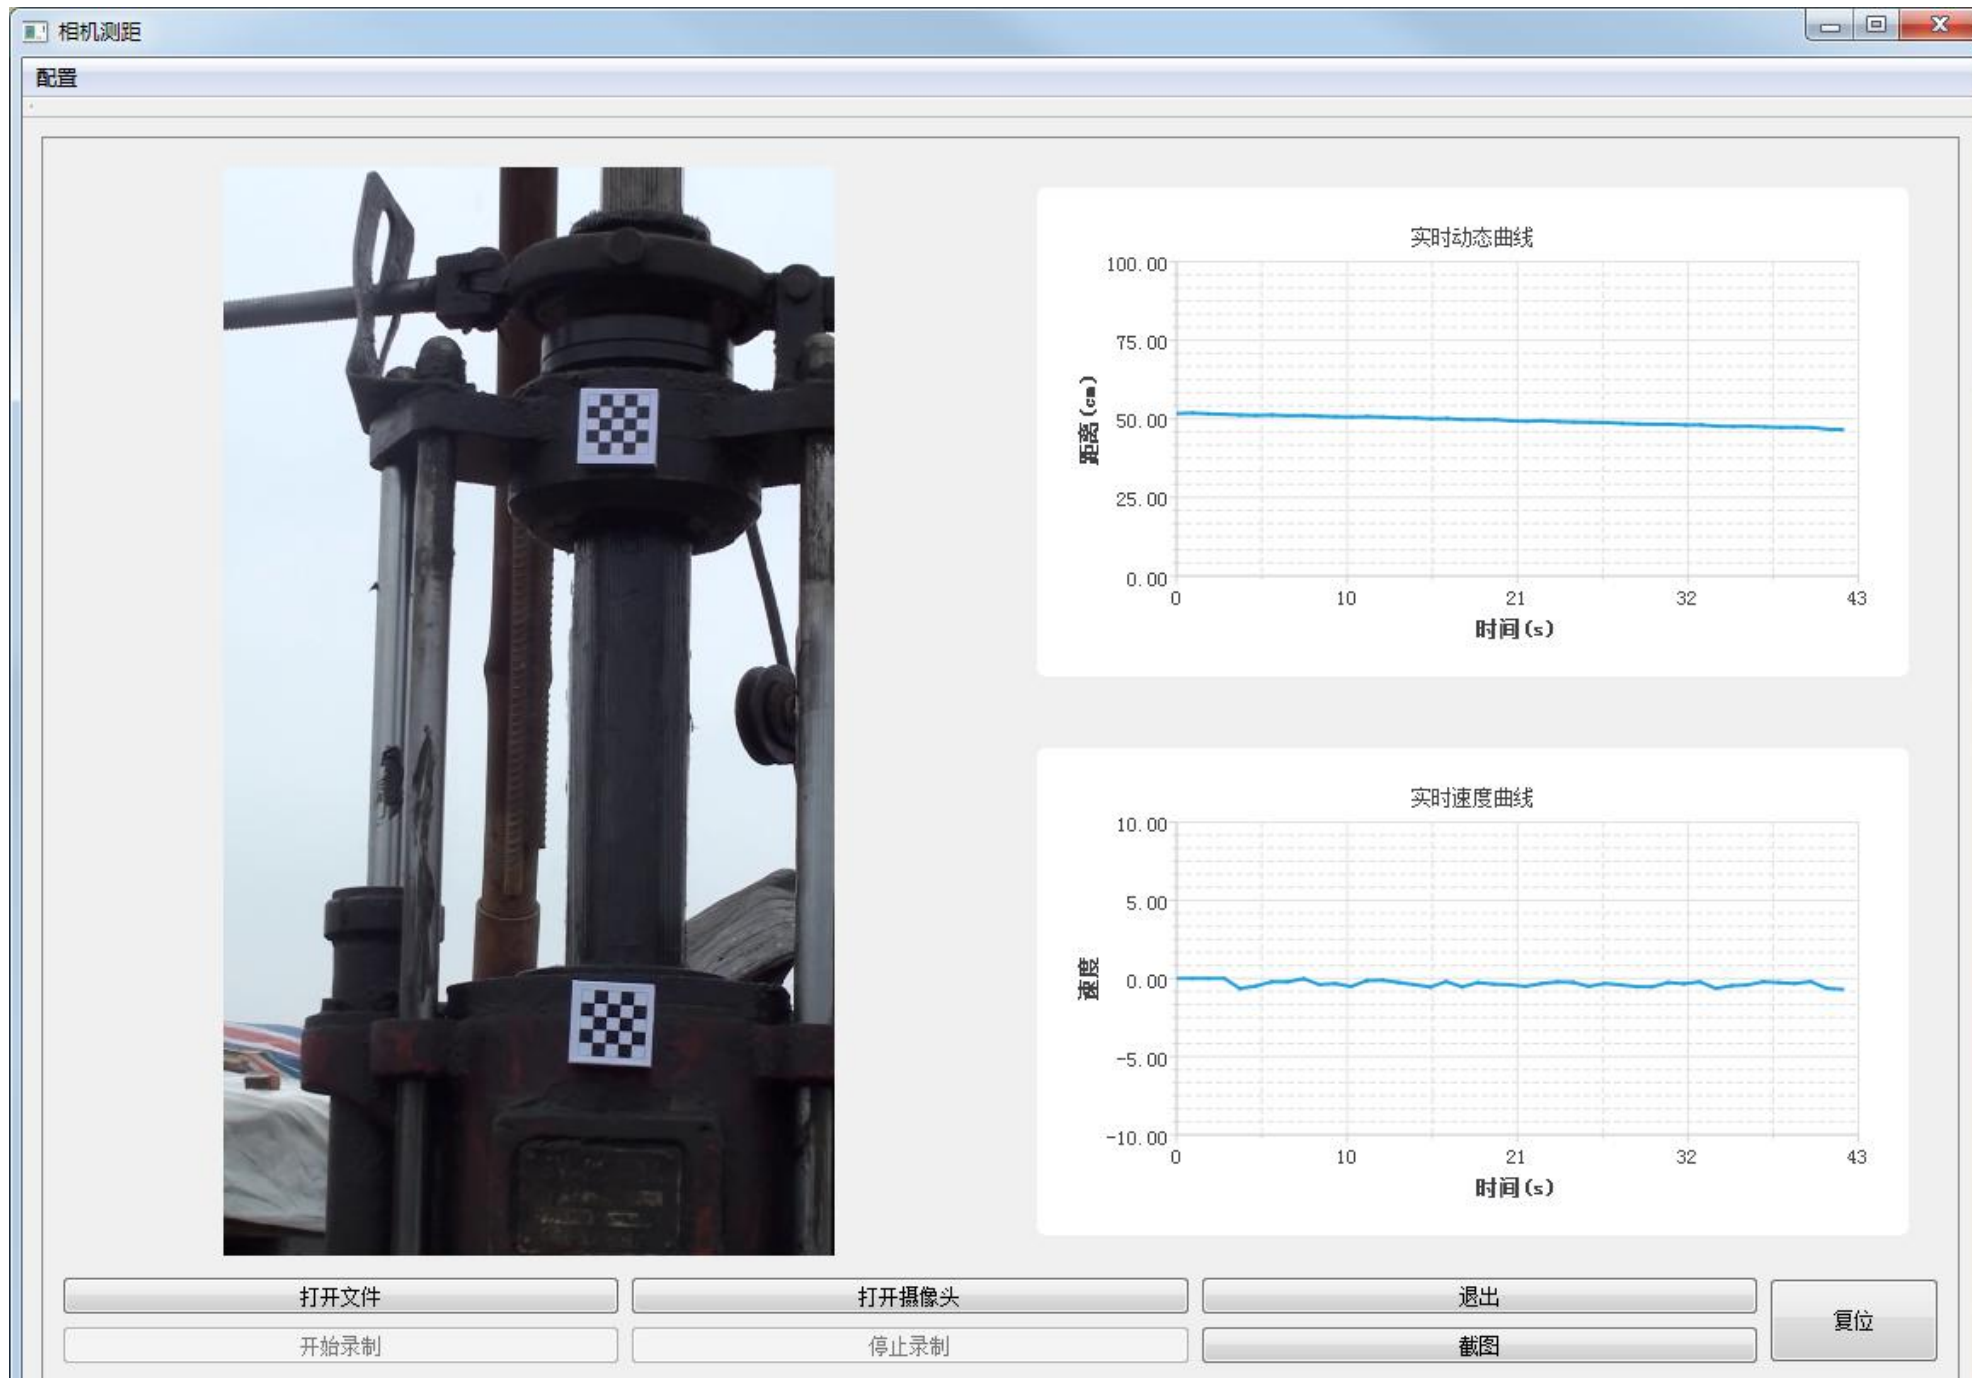 相机测距
配置
实时动态曲线
100.00
75.00
50.00
25.00
0.00
距离(cm)
0 10 21 32 43
时间(s)
实时速度曲线
10.00
5.00
0.00
-5.00
-10.00
速度
0 10 21 32 43
时间(s)
打开文件 打开摄像头 退出 复位
开始录制 停止录制 截图